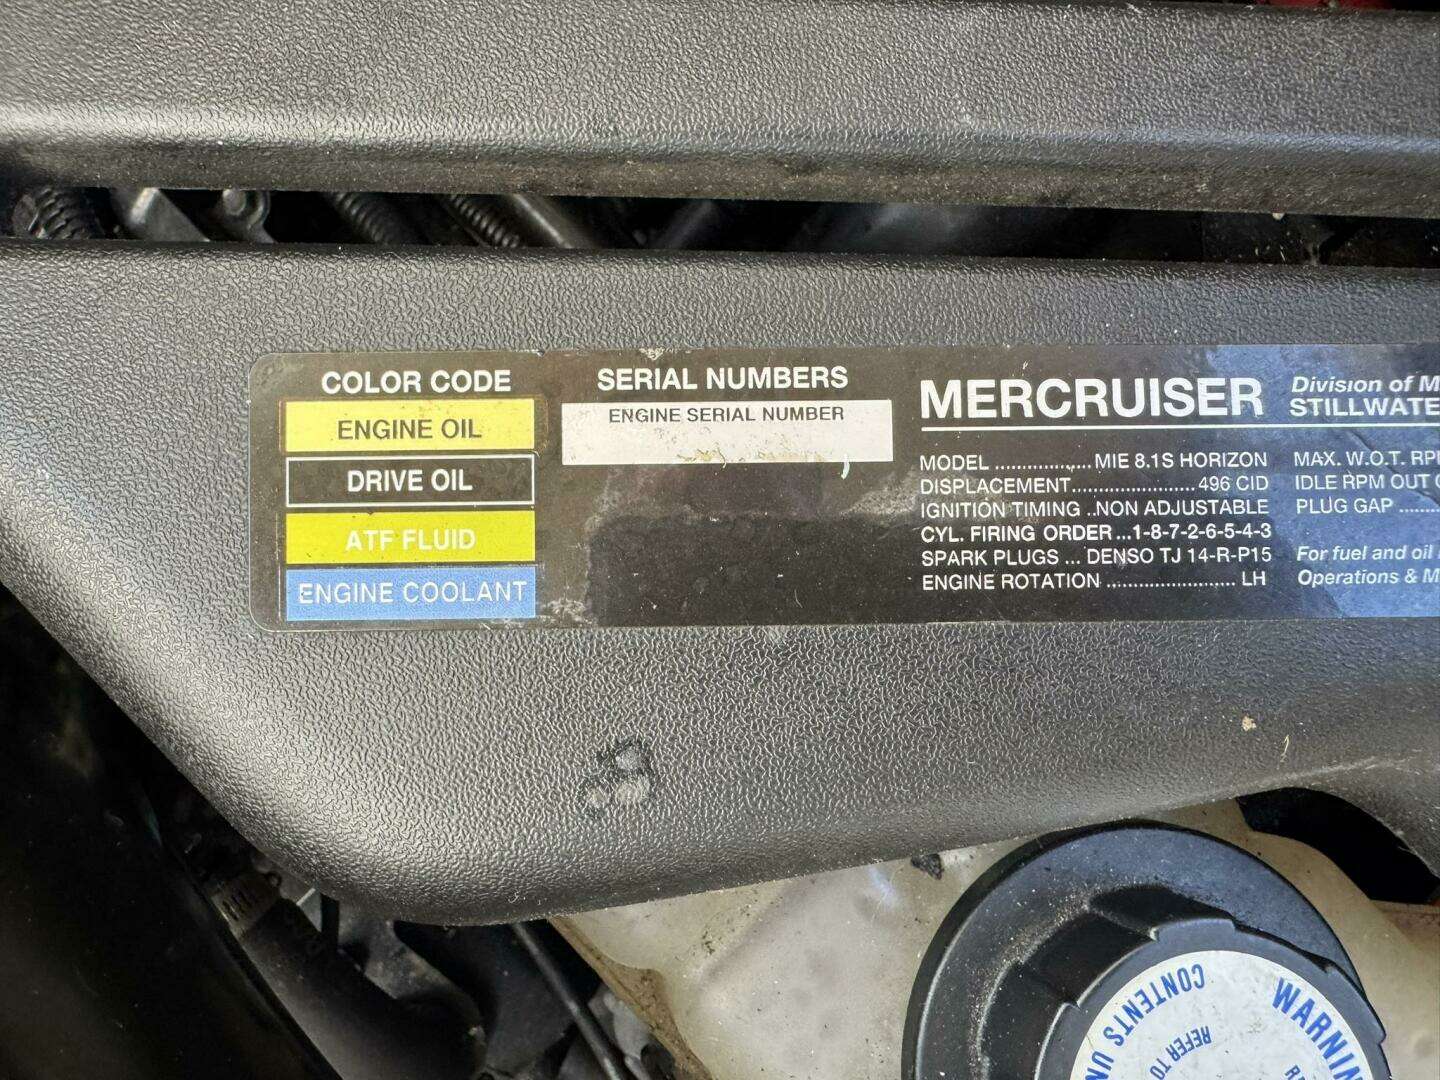 COLOR CODE
ENGINE OIL
DRIVE OIL
ATF FLUID
ENGINE COOLANT
SERIAL NUMBERS
ENGINE SERIAL NUMBER
MERCRUISER
Division of M
STILLWATE
MODEL .................. MIE 8.1S HORIZON
DISPLACEMENT....................... 496 CID
IGNITION TIMING ..NON ADJUSTABLE
CYL. FIRING ORDER ...1-8-7-2-6-5-4-3
SPARK PLUGS ... DENSO TJ 14-R-P15
ENGINE ROTATION ........................ LH
MAX. W.O.T. RP
IDLE RPM OUT
PLUG GAP ........
For fuel and oil
Operations & M
WARNIN
CONTENTS UN
REFER TO